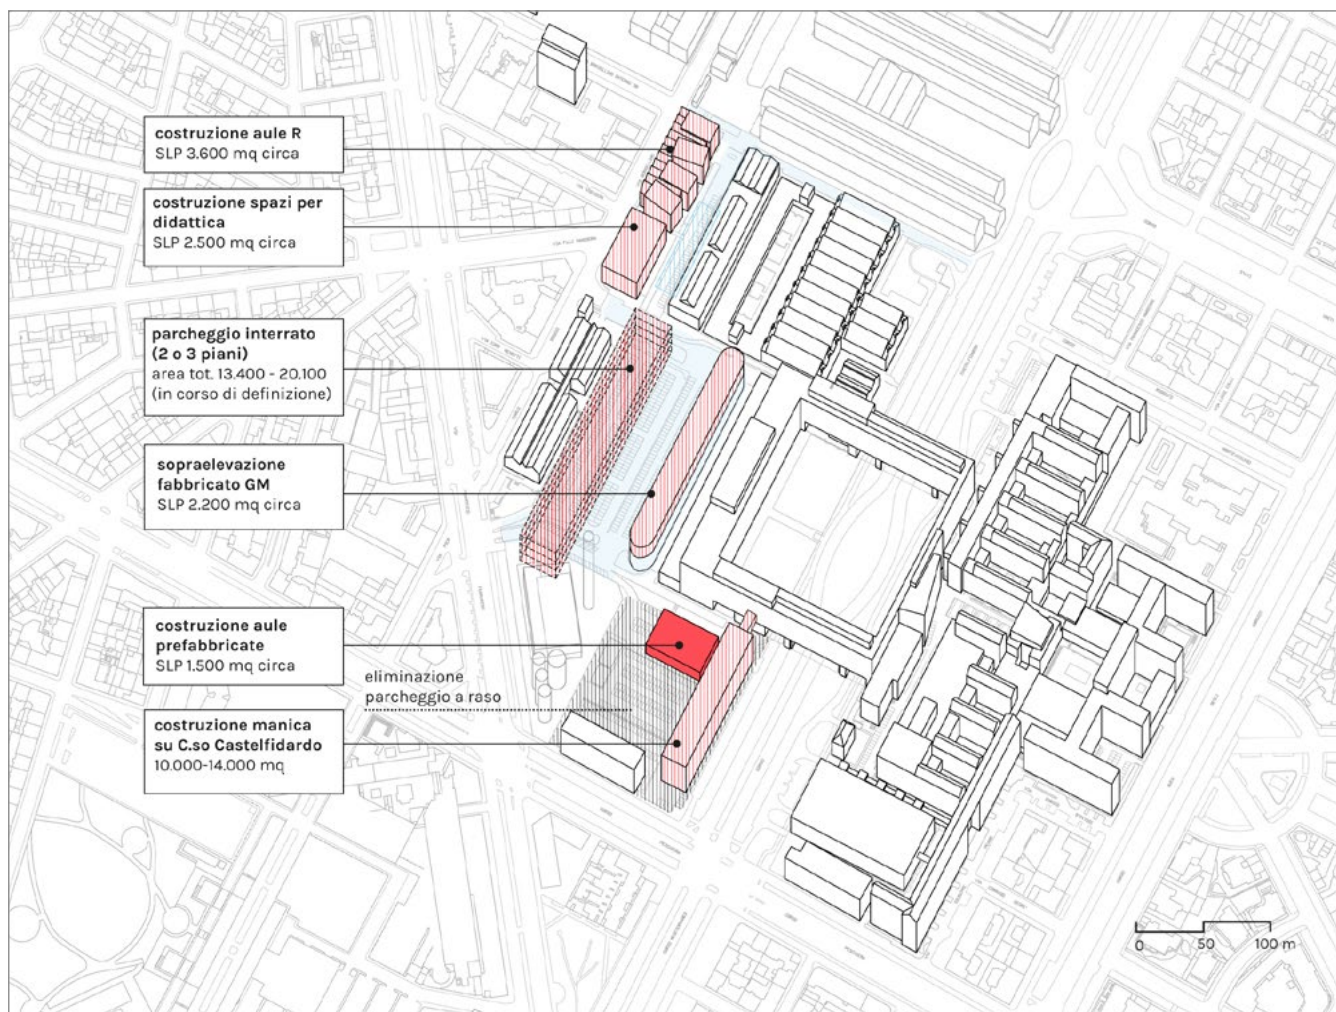 costruzione aule R
SLP 3.600 mq circa
costruzione spazi per
didattica
SLP 2.500 mq circa
parcheggio interrato
(2 o 3 piani)
area tot. 13.400 - 20.100
(in corso di definizione)
sopraelevazione
fabbricato GM
SLP 2.200 mq circa
costruzione aule
prefabbricate
SLP 1.500 mq circa
eliminazione
parcheggio a raso
costruzione manica
su C.so Castelfidardo
10.000-14.000 mq
0 50 100 m